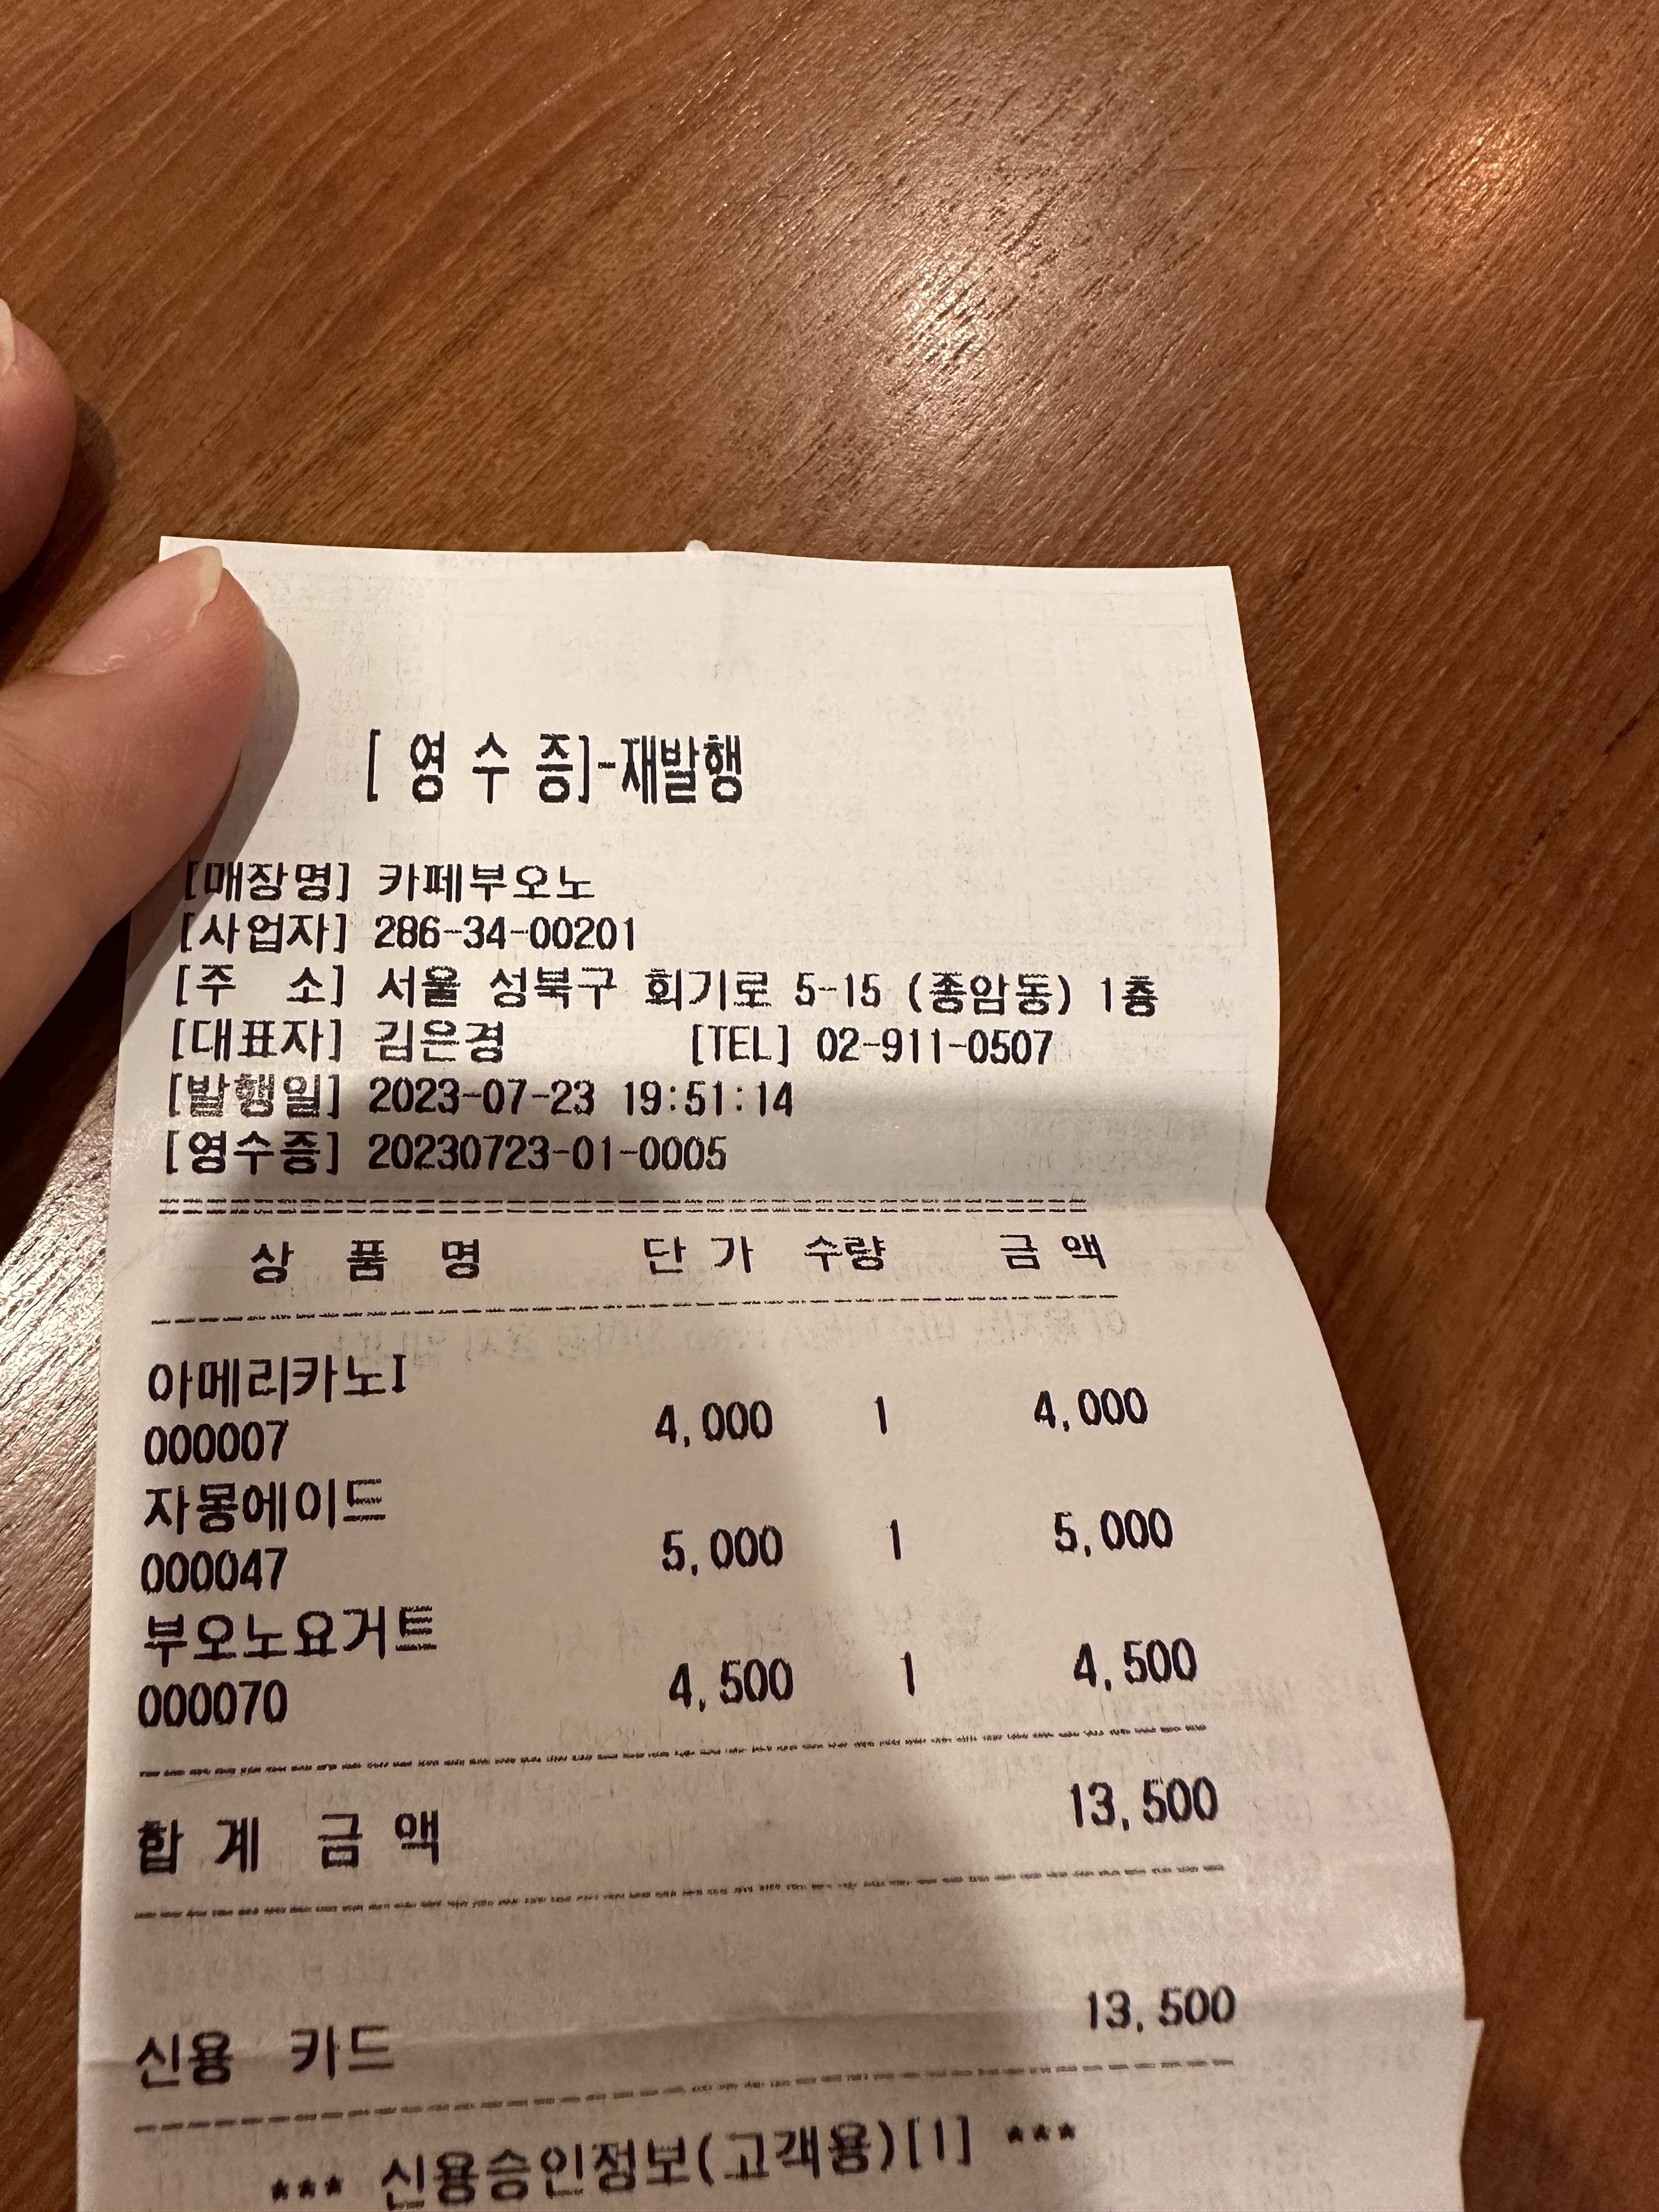 [ 영 수 증]-재발행
[매장명] 카페부오노
[사업자] 286-34-00201
[주 소] 서울 성북구 회기로 5-15 (종암동) 1층
[대표자] 김은경 [TEL] 02-911-0507
[발행일] 2023-07-23 19:51:14
[영수증] 20230723-01-0005
상 품 명 단 가 수량 금 액
아메리카노I
000007 4,000 1 4,000
자몽에이드
000047 5,000 1 5,000
부오노요거트
000070 4,500 1 4,500
합 계 금 액 13,500
신용 카드 13,500
*** 신용승인정보(고객용)[1] ***